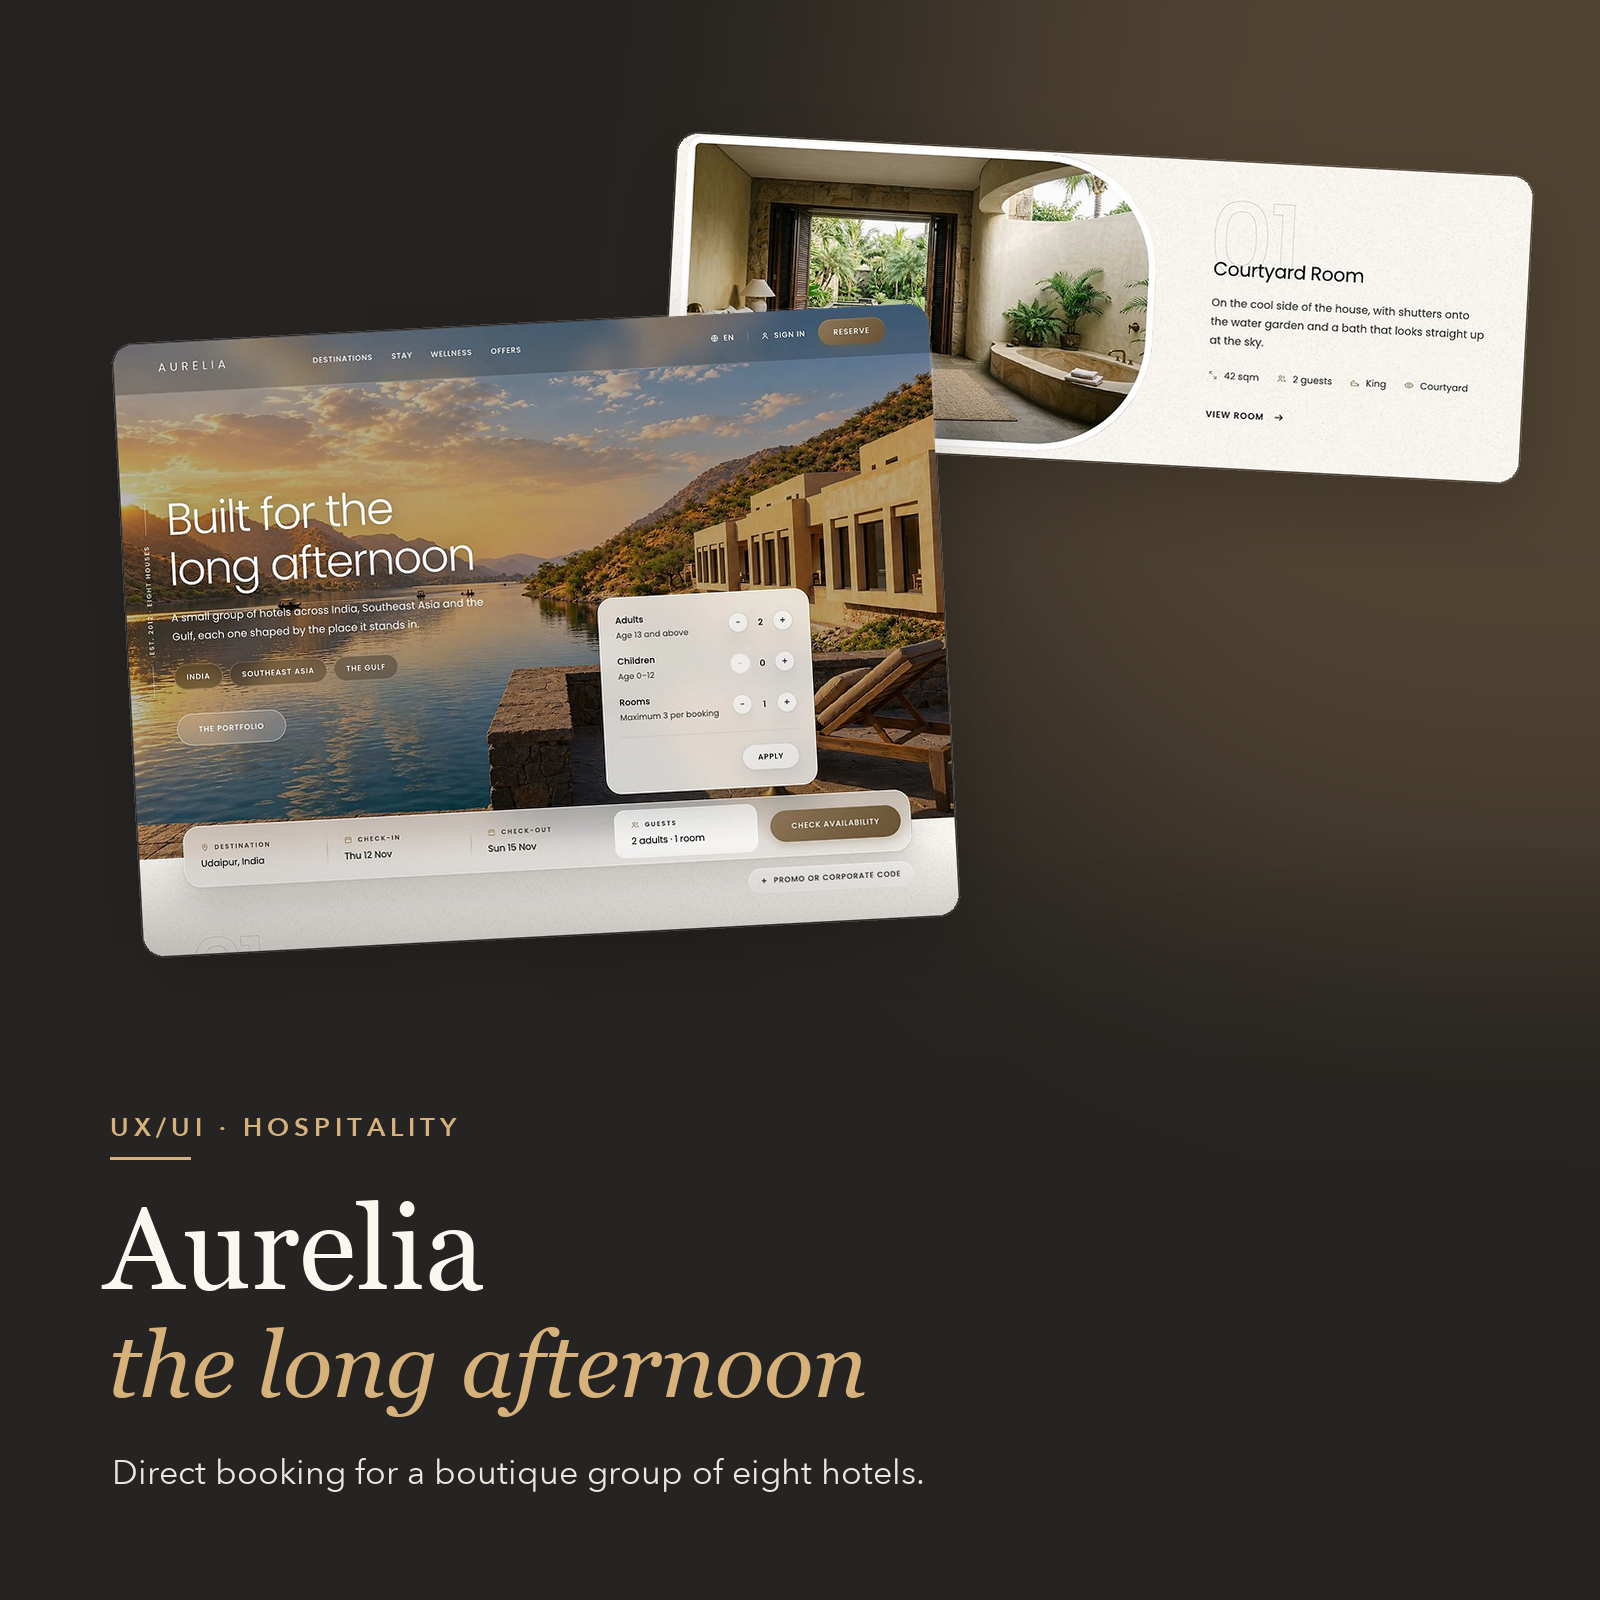 01
Courtyard Room
On the cool side of the house, with shutters onto
the water garden and a bath that looks straight up
at the sky.
42 sqm 2 guests King Courtyard
VIEW ROOM →
AURELIA DESTINATIONS STAY WELLNESS OFFERS EN SIGN IN RESERVE
EST. 2012 · EIGHT HOUSES
Built for the
long afternoon
A small group of hotels across India, Southeast Asia and the
Gulf, each one shaped by the place it stands in.
INDIA SOUTHEAST ASIA THE GULF
THE PORTFOLIO
Adults
Age 13 and above
- 2 +
Children
Age 0–12
- 0 +
Rooms
Maximum 3 per booking
- 1 +
APPLY
DESTINATION
Udaipur, India
CHECK-IN
Thu 12 Nov
CHECK-OUT
Sun 15 Nov
GUESTS
2 adults · 1 room
CHECK AVAILABILITY
+ PROMO OR CORPORATE CODE
01
UX/UI · HOSPITALITY
Aurelia
the long afternoon
Direct booking for a boutique group of eight hotels.